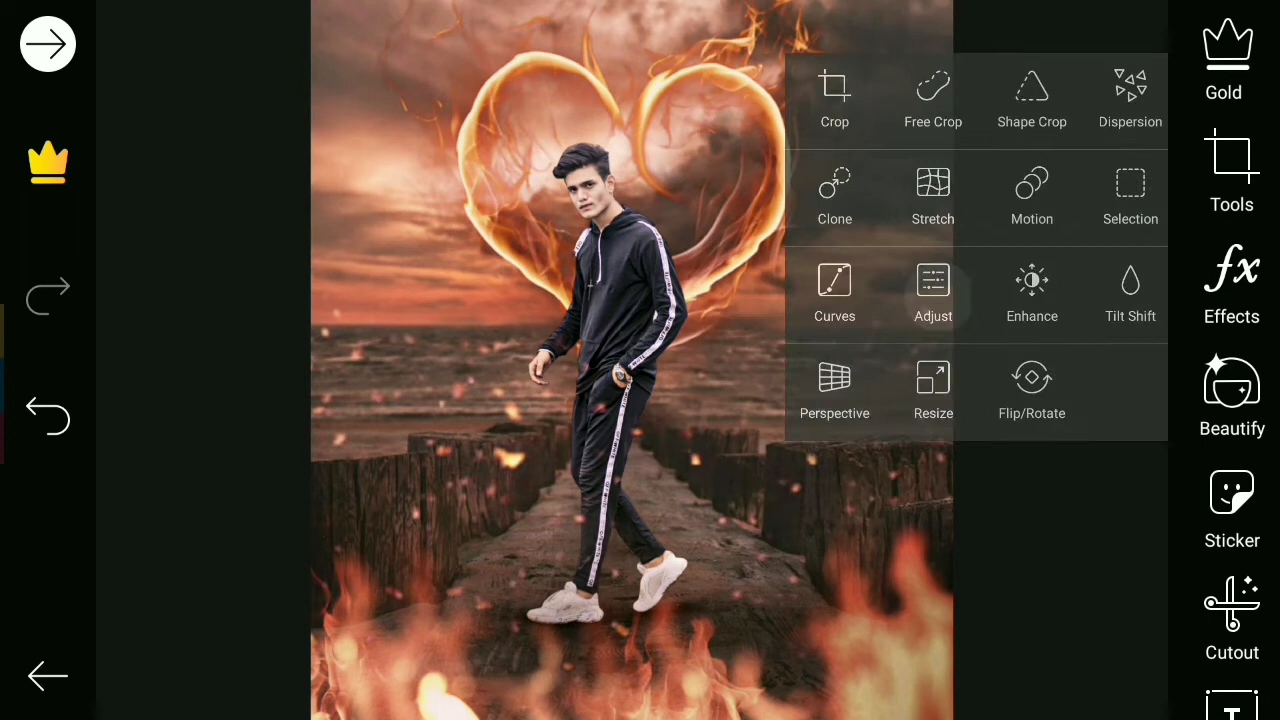 Crop Free Crop Shape Crop Dispersion
Clone Stretch Motion Selection
Curves Adjust Enhance Tilt Shift
Perspective Resize Flip/Rotate
Gold
Tools
fx
Effects
Beautify
Sticker
Cutout
T